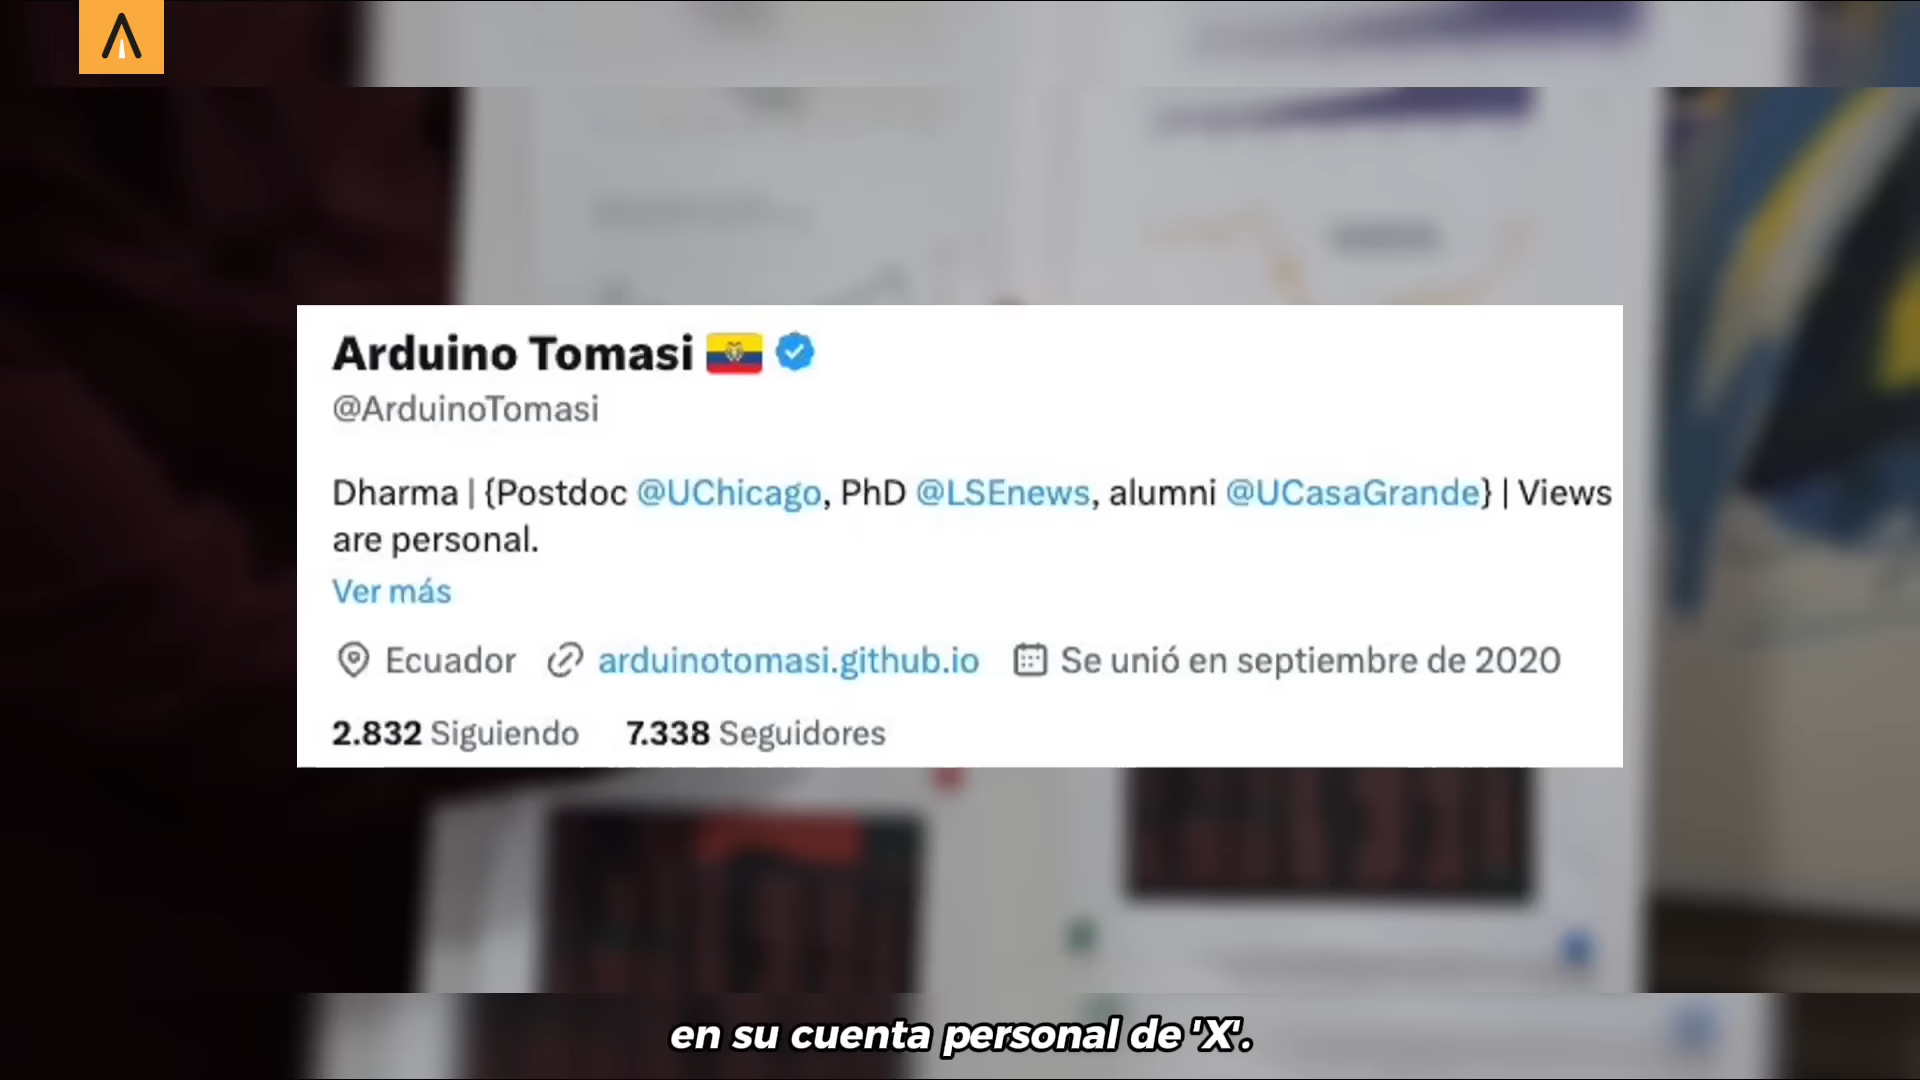 Arduino Tomasi
@ArduinoTomasi
Dharma | {Postdoc @UChicago, PhD @LSEnews, alumni @UCasaGrande} | Views
are personal.
Ver más
Ecuador arduinotomasi.github.io Se unió en septiembre de 2020
2.832 Siguiendo 7.338 Seguidores
en su cuenta personal de 'X'.